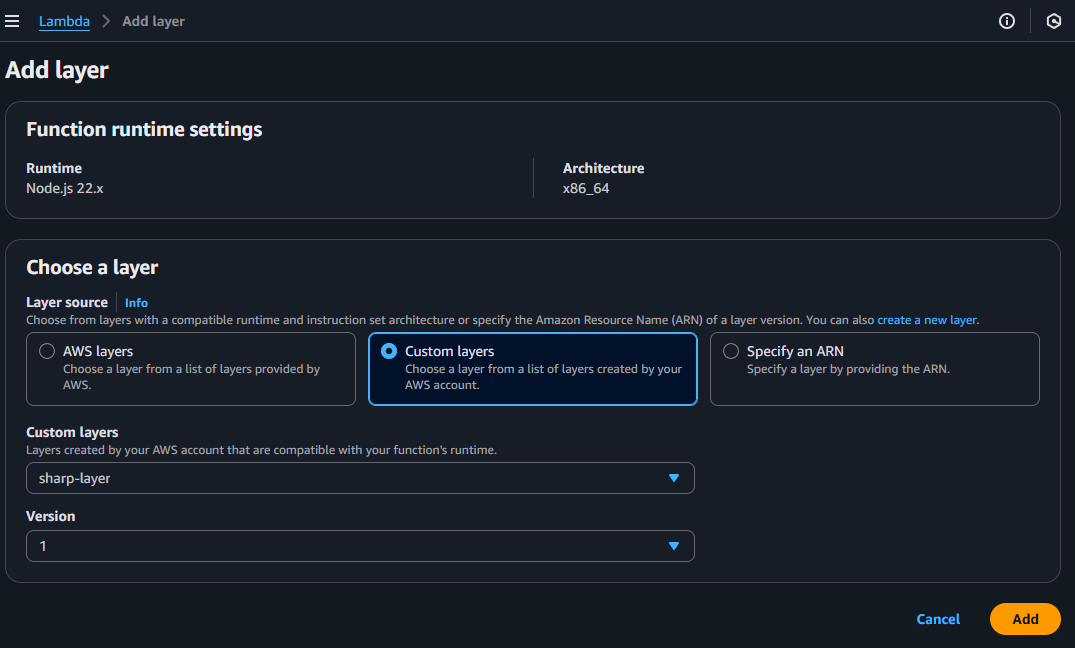 Lambda > Add layer
Add layer
Function runtime settings
Runtime
Node.js 22.x
Architecture
x86_64
Choose a layer
Layer source Info
Choose from layers with a compatible runtime and instruction set architecture or specify the Amazon Resource Name (ARN) of a layer version. You can also create a new layer.
AWS layers
Choose a layer from a list of layers provided by
AWS.
Custom layers
Choose a layer from a list of layers created by your
AWS account.
Specify an ARN
Specify a layer by providing the ARN.
Custom layers
Layers created by your AWS account that are compatible with your function's runtime.
sharp-layer
Version
1
Cancel
Add